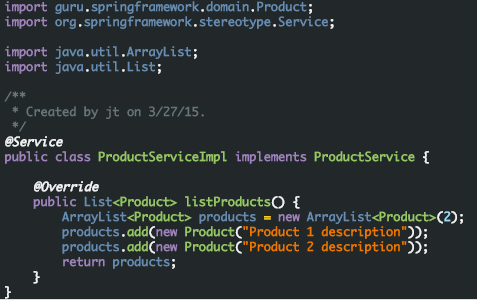 import guru.springframework.domain.Product;
import org.springframework.stereotype.Service;

import java.util.ArrayList;
import java.util.List;

/**
 * Created by jt on 3/27/15.
 */
@Service
public class ProductServiceImpl implements ProductService {

    @Override
    public List<Product> listProducts() {
        ArrayList<Product> products = new ArrayList<Product>(2);
        products.add(new Product("Product 1 description"));
        products.add(new Product("Product 2 description"));
        return products;
    }
}